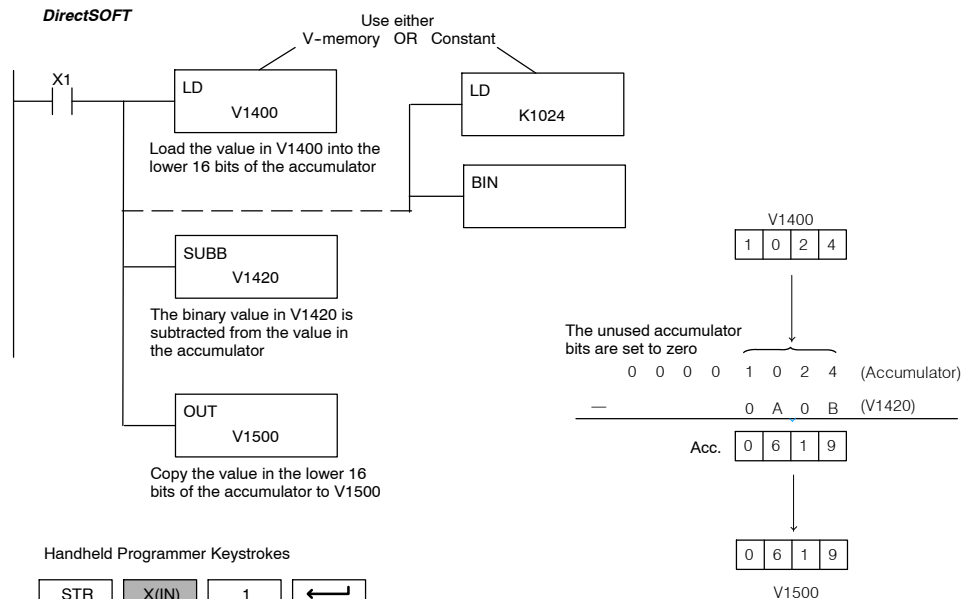 DirectSOFT
Use either
V-memory OR Constant
X1
LD
V1400
Load the value in V1400 into the
lower 16 bits of the accumulator
LD
K1024
BIN
SUBB
V1420
The binary value in V1420 is
subtracted from the value in
the accumulator
OUT
V1500
Copy the value in the lower 16
bits of the accumulator to V1500
V1400
1 0 2 4
The unused accumulator
bits are set to zero
0 0 0 0 1 0 2 4 (Accumulator)
— 0 A 0 B (V1420)
Acc. 0 6 1 9
0 6 1 9
V1500
Handheld Programmer Keystrokes
STR X(IN) 1